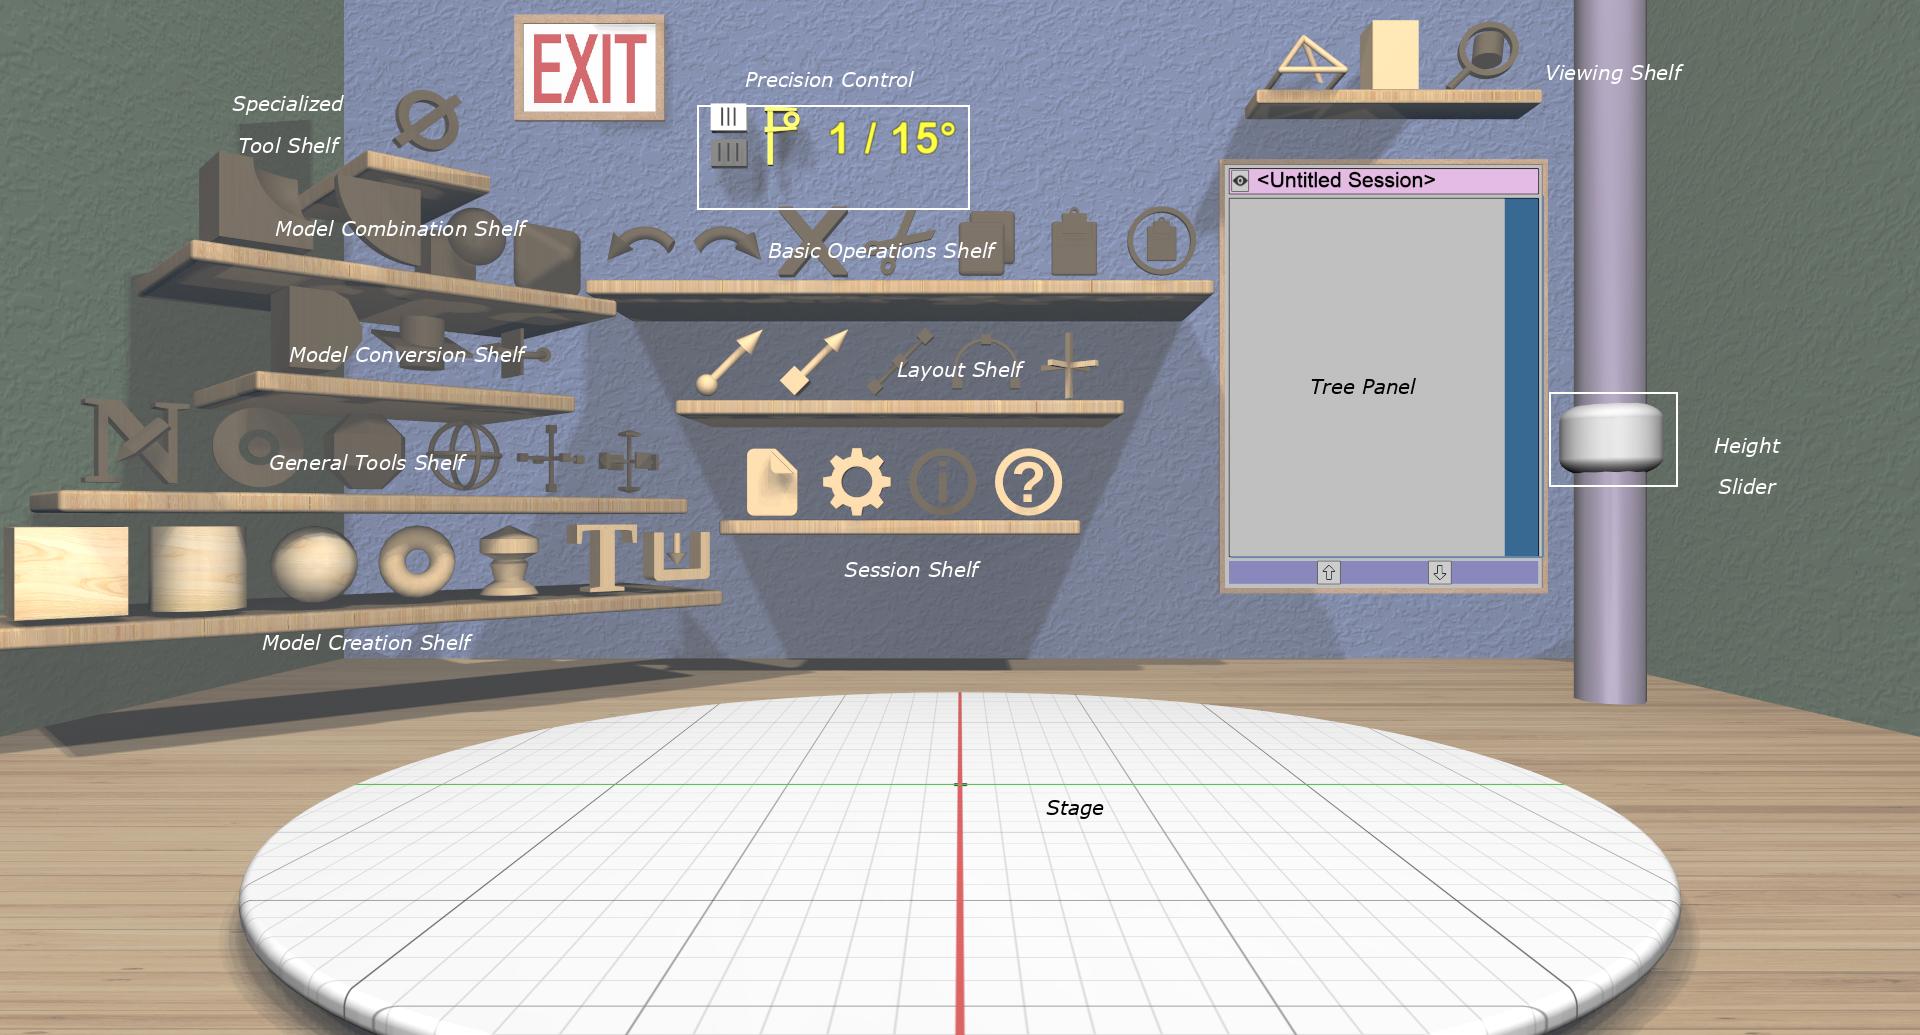 EXIT
Precision Control
1 / 15°
Viewing Shelf
Specialized
Tool Shelf
<Untitled Session>
Model Combination Shelf
Basic Operations Shelf
Model Conversion Shelf
Layout Shelf
Tree Panel
N
General Tools Shelf
i
?
Height
Slider
T
Session Shelf
Model Creation Shelf
Stage